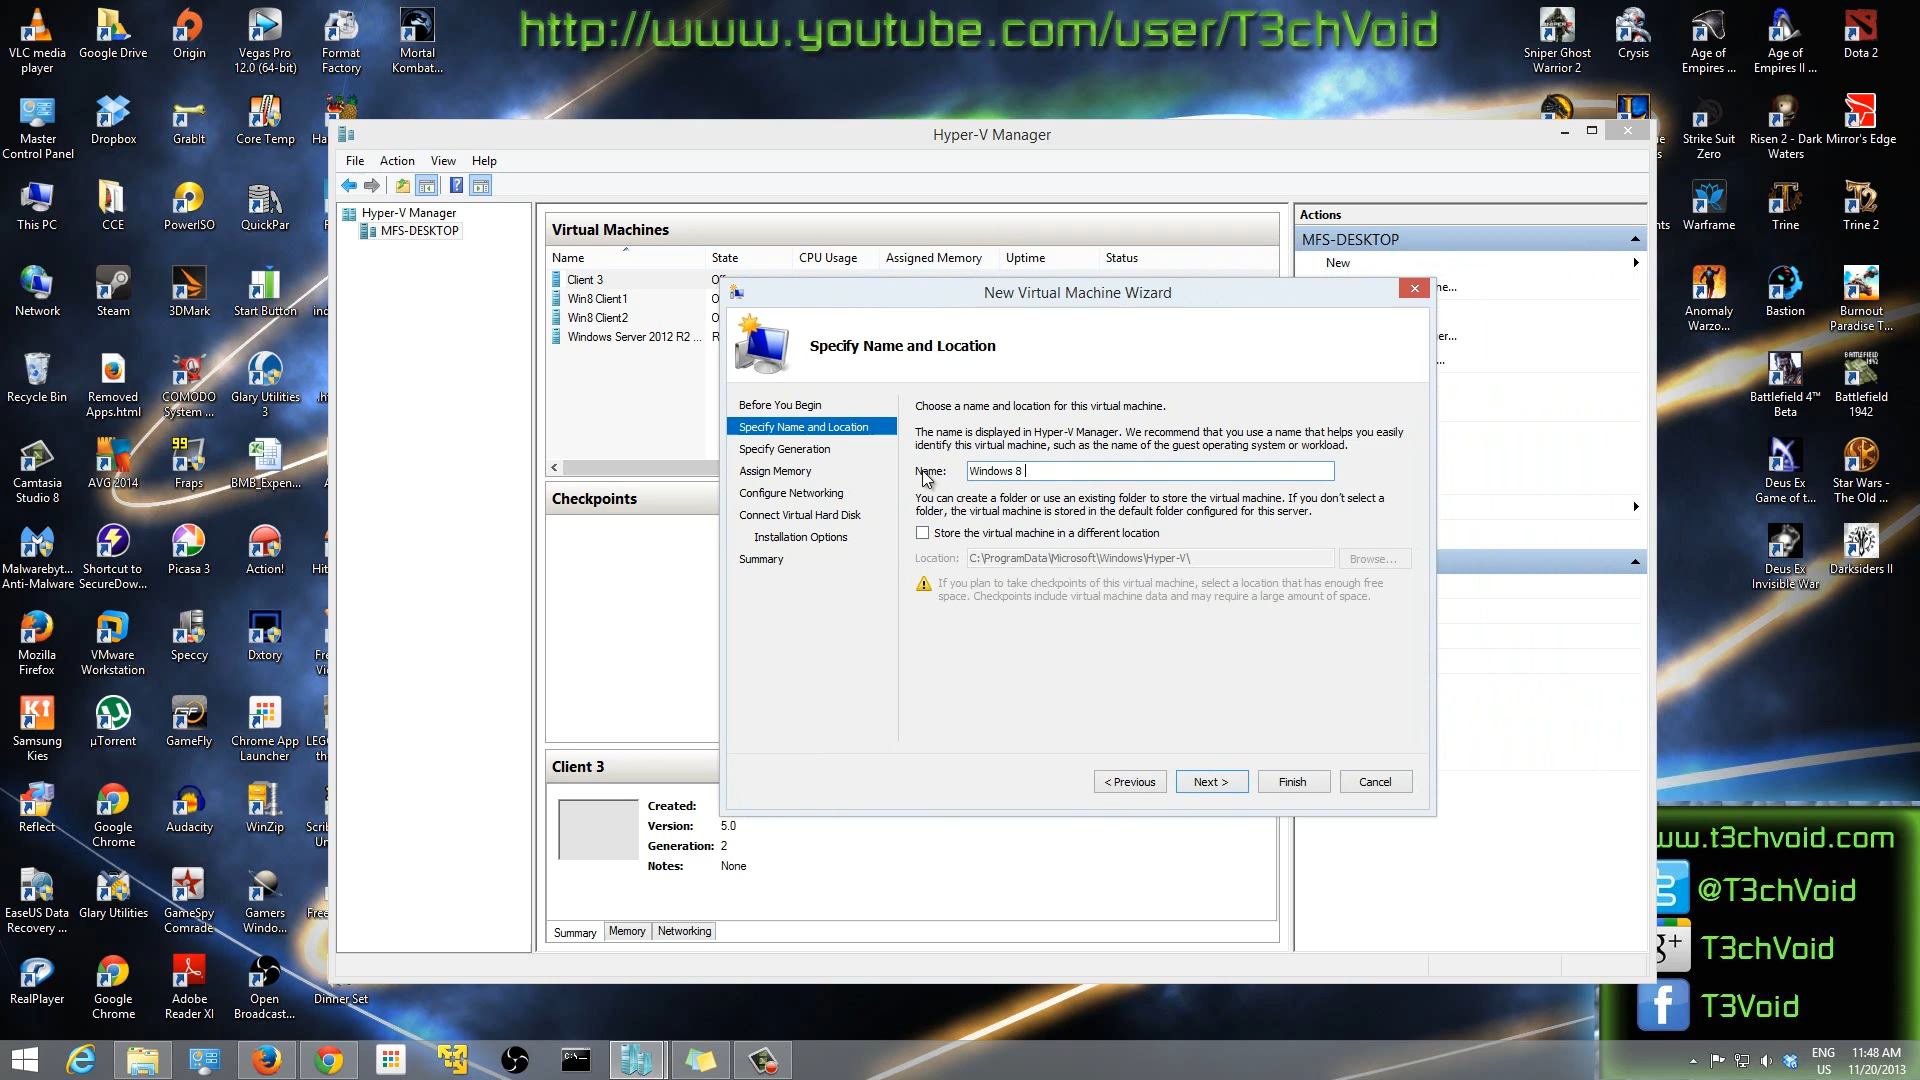 http://www.youtube.com/user/T3chVoid
VLC media player
Google Drive
Origin
Vegas Pro 12.0 (64-bit)
Format Factory
Mortal Kombat...
Sniper Ghost Warrior 2
Crysis
Age of Empires ...
Age of Empires II ...
Dota 2
Master Control Panel
Dropbox
GrabIt
Core Temp
Strike Suit Zero
Risen 2 - Dark Waters
Mirror's Edge
This PC
CCE
PowerISO
QuickPar
Warframe
Trine
Trine 2
Network
Steam
3DMark
Start Button
Anomaly Warzo...
Bastion
Burnout Paradise T...
Recycle Bin
Removed Apps.html
COMODO System ...
Glary Utilities 3
Battlefield 4™ Beta
Battlefield 1942
Camtasia Studio 8
AVG 2014
Fraps
BMB_Expen...
Deus Ex Game of t...
Star Wars - The Old ...
Malwarebyt... Anti-Malware
Shortcut to SecureDow...
Picasa 3
Action!
Deus Ex Invisible War
Darksiders II
Mozilla Firefox
VMware Workstation
Speccy
Dxtory
Samsung Kies
µTorrent
GameFly
Chrome App Launcher
Reflect
Google Chrome
Audacity
WinZip
EaseUS Data Recovery ...
Glary Utilities
GameSpy Comrade
Gamers Windo...
RealPlayer
Google Chrome
Adobe Reader XI
Open Broadcast...
Dinner Set
Hyper-V Manager
File Action View Help
Hyper-V Manager
MFS-DESKTOP
Virtual Machines
Name State CPU Usage Assigned Memory Uptime Status
Client 3
Win8 Client1
Win8 Client2
Windows Server 2012 R2 ...
Checkpoints
Client 3
Created:
Version: 5.0
Generation: 2
Notes: None
Summary Memory Networking
Actions
MFS-DESKTOP
New
New Virtual Machine Wizard
Specify Name and Location
Before You Begin
Specify Name and Location
Specify Generation
Assign Memory
Configure Networking
Connect Virtual Hard Disk
Installation Options
Summary
Choose a name and location for this virtual machine.
The name is displayed in Hyper-V Manager. We recommend that you use a name that helps you easily
identify this virtual machine, such as the name of the guest operating system or workload.
Name: Windows 8
You can create a folder or use an existing folder to store the virtual machine. If you don't select a
folder, the virtual machine is stored in the default folder configured for this server.
Store the virtual machine in a different location
Location: C:\ProgramData\Microsoft\Windows\Hyper-V\ Browse...
If you plan to take checkpoints of this virtual machine, select a location that has enough free
space. Checkpoints include virtual machine data and may require a large amount of space.
< Previous Next > Finish Cancel
www.t3chvoid.com
@T3chVoid
T3chVoid
T3Void
ENG US
11:48 AM
11/20/2013